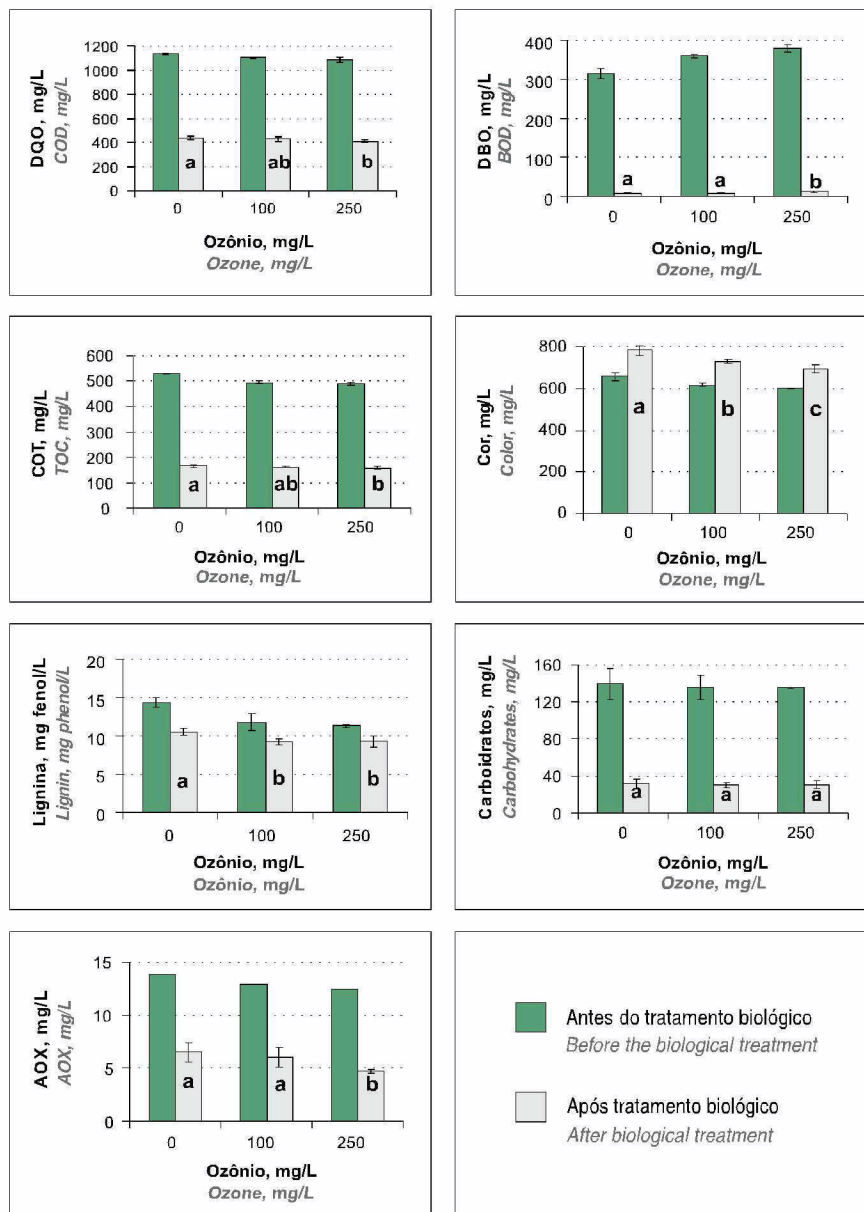 DQO, mg/L
COD, mg/L
1200
1000
800
600
400
200
0
a
ab
b
0 100 250
Ozônio, mg/L
Ozone, mg/L
DBO, mg/L
BOD, mg/L
400
300
200
100
0
a
a
b
0 100 250
Ozônio, mg/L
Ozone, mg/L
COT, mg/L
TOC, mg/L
600
500
400
300
200
100
0
a
ab
b
0 100 250
Ozônio, mg/L
Ozone, mg/L
Cor, mg/L
Color, mg/L
800
600
400
200
0
a
b
c
0 100 250
Ozônio, mg/L
Ozone, mg/L
Lignina, mg fenol/L
Lignin, mg phenol/L
20
15
10
5
0
a
b
b
0 100 250
Ozônio, mg/L
Ozônio, mg/L
Carboidratos, mg/L
Carbohydrates, mg/L
160
120
80
40
0
a
a
a
0 100 250
Ozônio, mg/L
Ozone, mg/L
AOX, mg/L
AOX, mg/L
15
10
5
0
a
a
b
0 100 250
Ozônio, mg/L
Ozone, mg/L
Antes do tratamento biológico
Before the biological treatment
Após tratamento biológico
After biological treatment